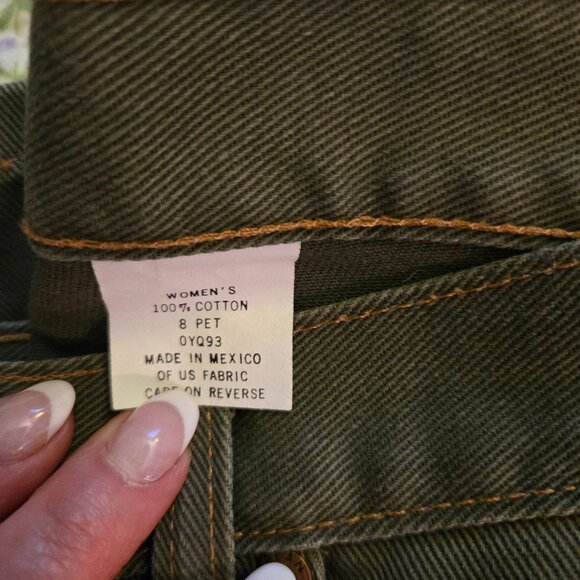 WOMEN'S
100% COTTON
8 PET
0YQ93
MADE IN MEXICO
OF US FABRIC
CARE ON REVERSE